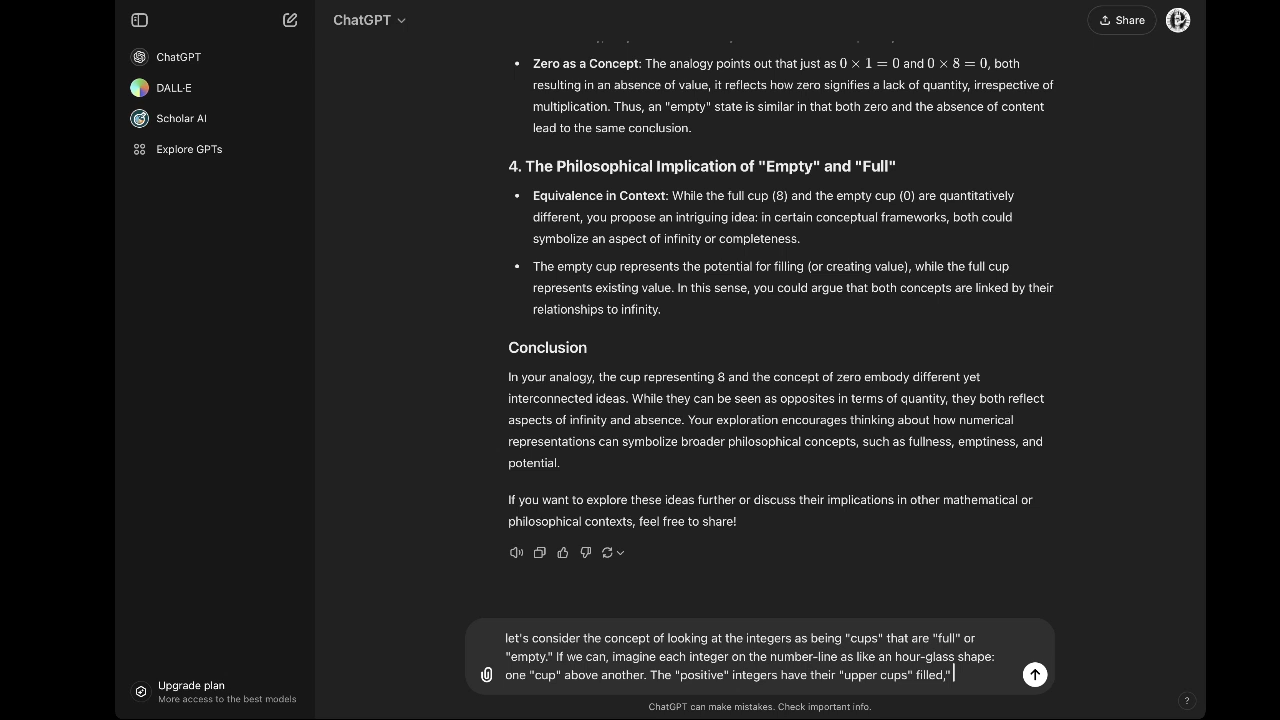 ChatGPT
Share
ChatGPT
DALL·E
Scholar AI
Explore GPTs
Zero as a Concept: The analogy points out that just as 0 × 1 = 0 and 0 × 8 = 0, both
resulting in an absence of value, it reflects how zero signifies a lack of quantity, irrespective of
multiplication. Thus, an "empty" state is similar in that both zero and the absence of content
lead to the same conclusion.
4. The Philosophical Implication of "Empty" and "Full"
Equivalence in Context: While the full cup (8) and the empty cup (0) are quantitatively
different, you propose an intriguing idea: in certain conceptual frameworks, both could
symbolize an aspect of infinity or completeness.
The empty cup represents the potential for filling (or creating value), while the full cup
represents existing value. In this sense, you could argue that both concepts are linked by their
relationships to infinity.
Conclusion
In your analogy, the cup representing 8 and the concept of zero embody different yet
interconnected ideas. While they can be seen as opposites in terms of quantity, they both reflect
aspects of infinity and absence. Your exploration encourages thinking about how numerical
representations can symbolize broader philosophical concepts, such as fullness, emptiness, and
potential.
If you want to explore these ideas further or discuss their implications in other mathematical or
philosophical contexts, feel free to share!
let's consider the concept of looking at the integers as being "cups" that are "full" or
"empty." If we can, imagine each integer on the number-line as like an hour-glass shape:
one "cup" above another. The "positive" integers have their "upper cups" filled,"
Upgrade plan
More access to the best models
ChatGPT can make mistakes. Check important info.
?